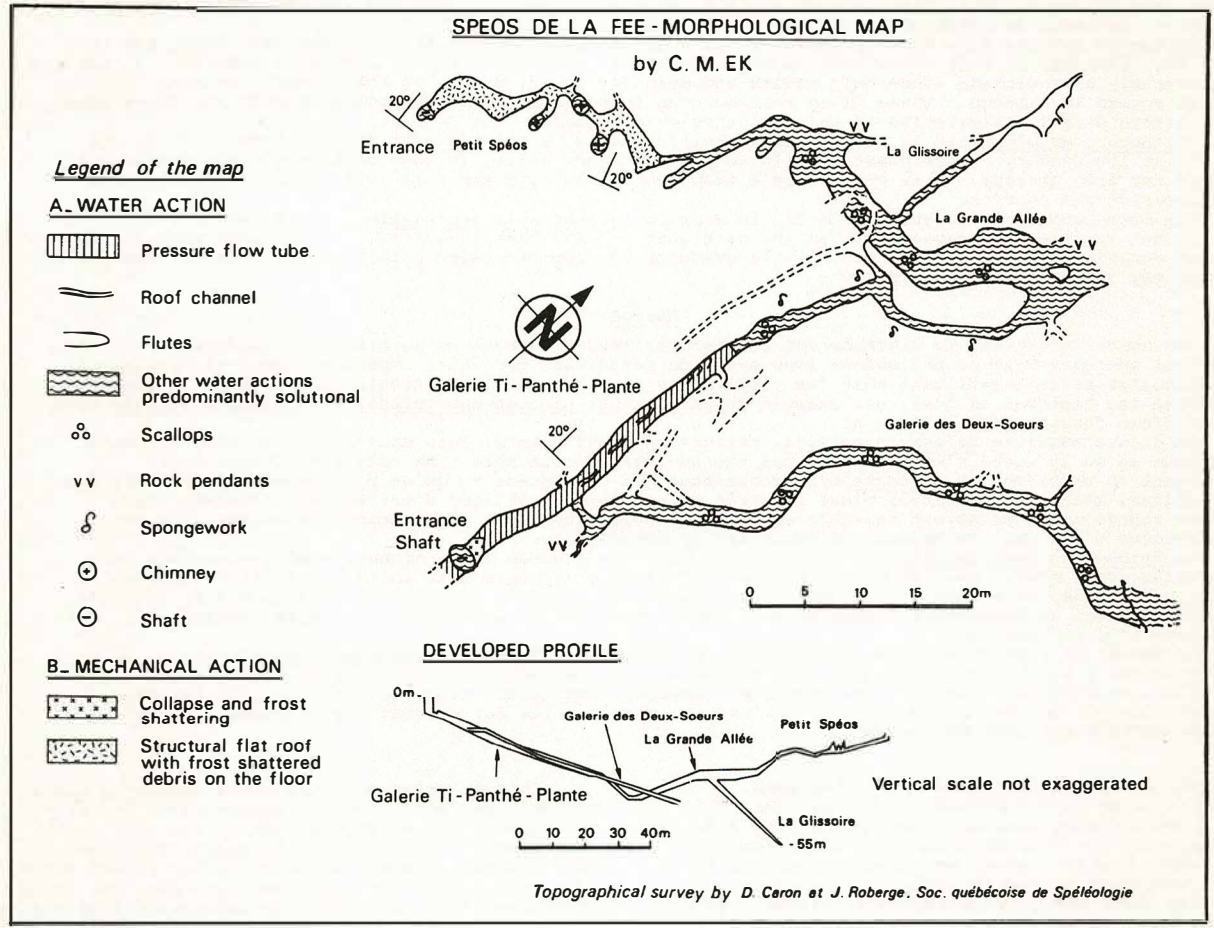 SPEOS DE LA FEE - MORPHOLOGICAL MAP
by C. M. EK
20°
Entrance
Petit Spéos
20°
v v
La Glissoire
La Grande Allée
v v
Legend of the map
A_ WATER ACTION
Pressure flow tube
Roof channel
Flutes
Other water actions
predominantly solutional
Scallops
v v Rock pendants
Spongework
Chimney
Shaft
B_ MECHANICAL ACTION
Collapse and frost
shattering
Structural flat roof
with frost shattered
debris on the floor
N
Galerie Ti-Panthé-Plante
20°
Galerie des Deux-Soeurs
Entrance
Shaft
v v
0 5 10 15 20m
DEVELOPED PROFILE
0m
Galerie des Deux-Soeurs
La Grande Allée
Petit Spéos
Galerie Ti-Panthé-Plante
Vertical scale not exaggerated
La Glissoire
-55m
0 10 20 30 40m
Topographical survey by D. Caron et J. Roberge. Soc. québécoise de Spéléologie